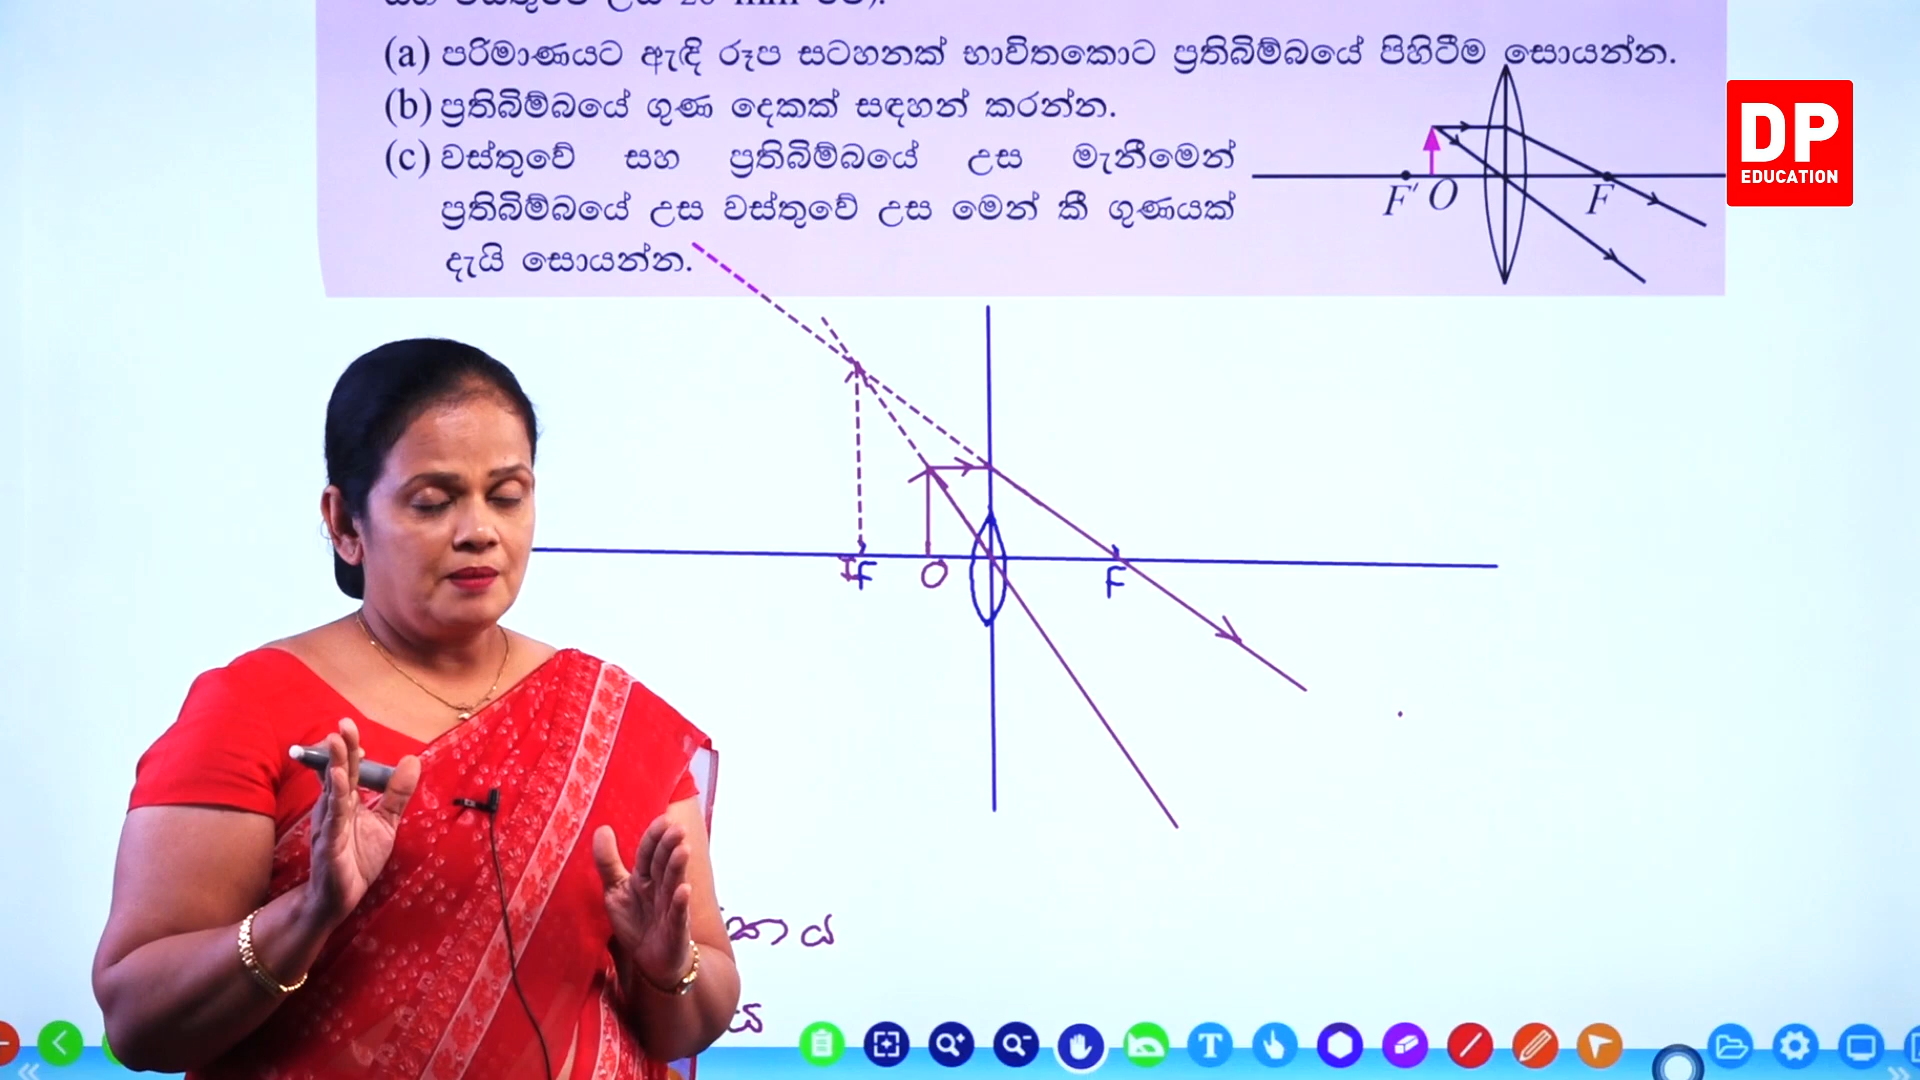 (a) පරිමාණයට ඇඳි රූප සටහනක් භාවිතකොට ප්‍රතිබිම්බයේ පිහිටීම සොයන්න.
(b) ප්‍රතිබිම්බයේ ගුණ දෙකක් සඳහන් කරන්න.
(c) වස්තුවේ සහ ප්‍රතිබිම්බයේ උස මැනීමෙන්
ප්‍රතිබිම්බයේ උස වස්තුවේ උස මෙන් කී ගුණයක්
දැයි සොයන්න.
F' O F
DP
EDUCATION
I F O F